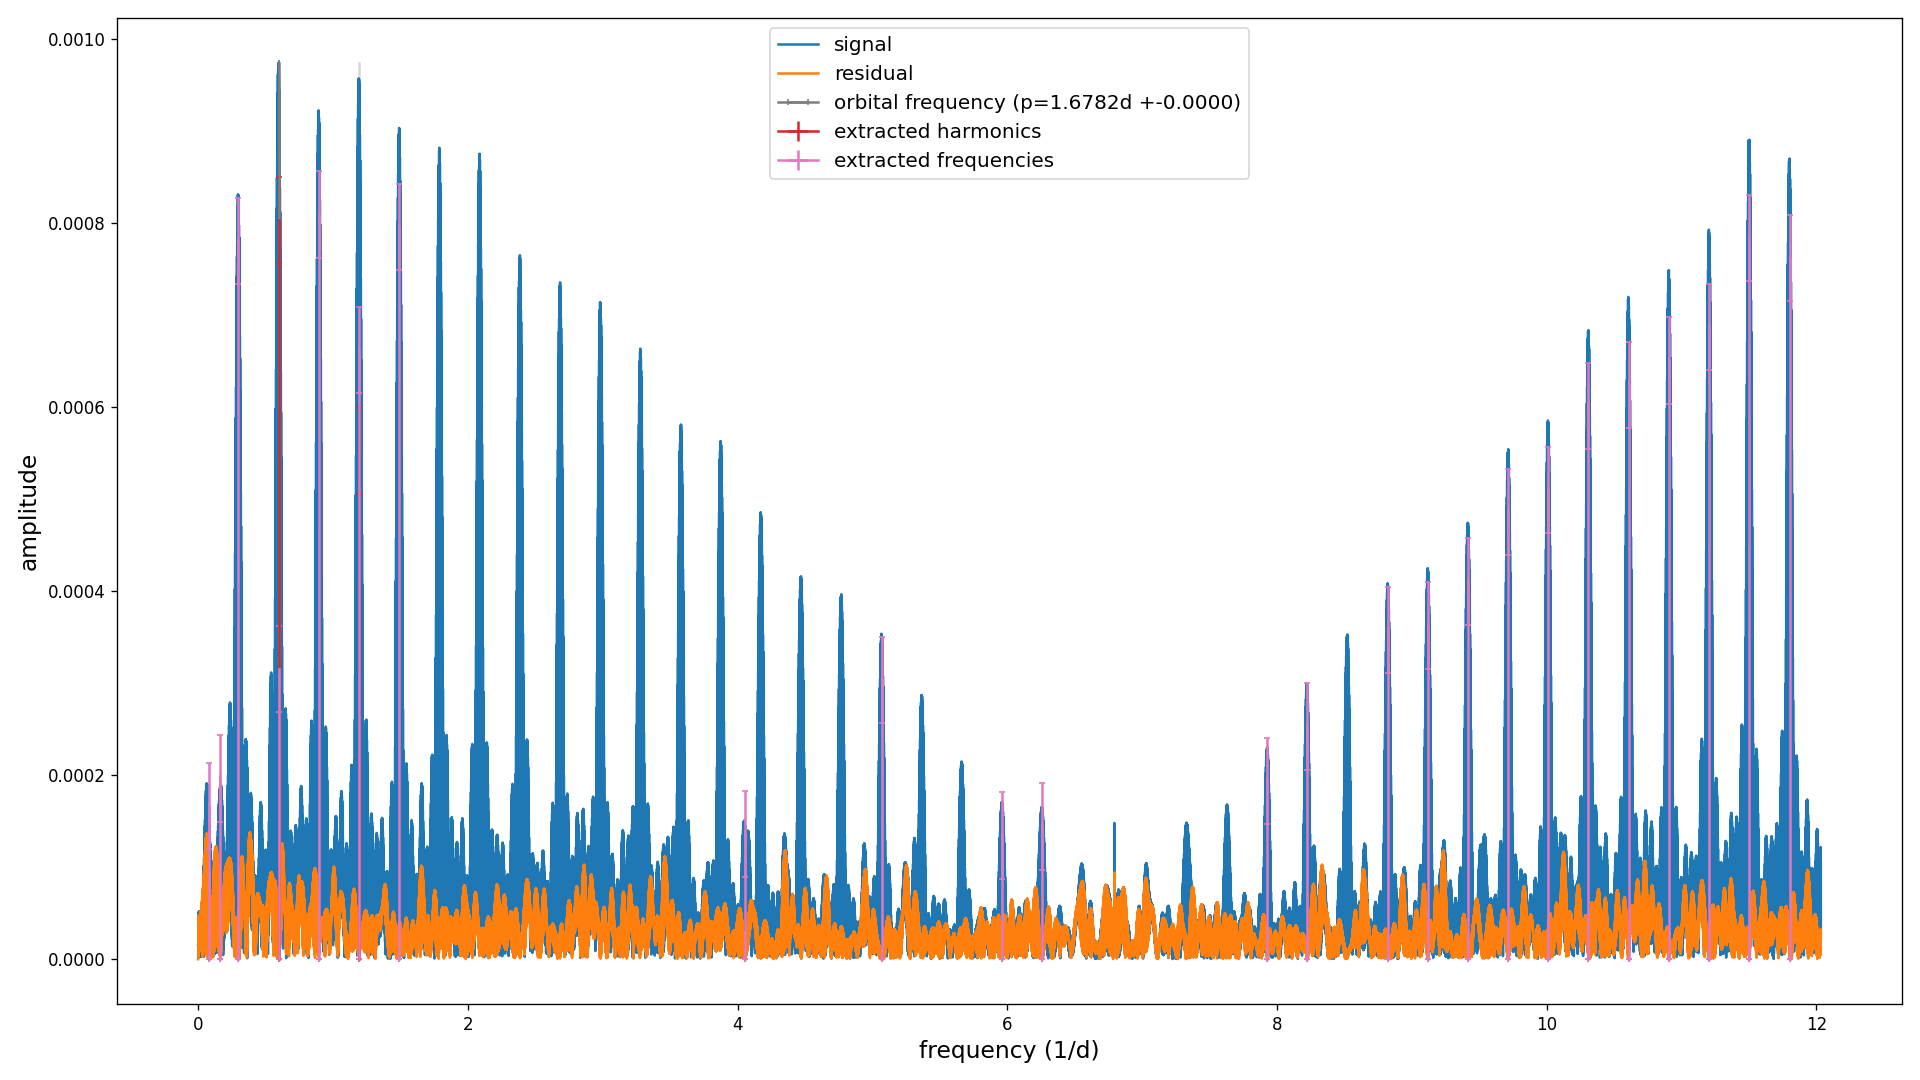 signal
residual
orbital frequency (p=1.6782d +-0.0000)
extracted harmonics
extracted frequencies
0.0010
0.0008
0.0006
0.0004
0.0002
0.0000
amplitude
0 2 4 6 8 10 12
frequency (1/d)